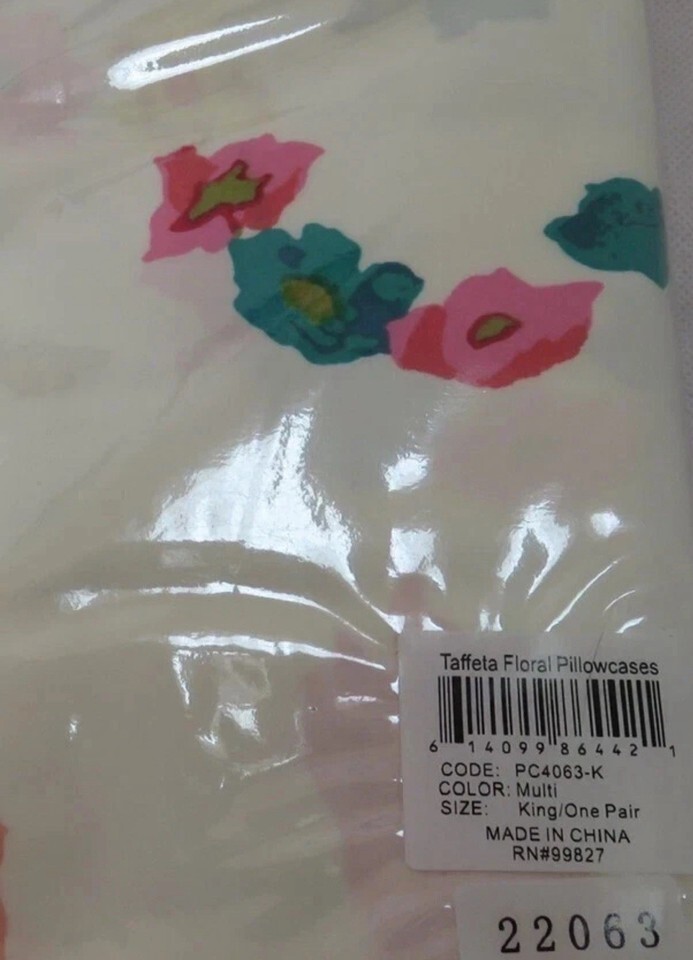 Taffeta Floral Pillowcases
6 14099 86442 1
CODE: PC4063-K
COLOR: Multi
SIZE: King/One Pair
MADE IN CHINA
RN#99827
22063